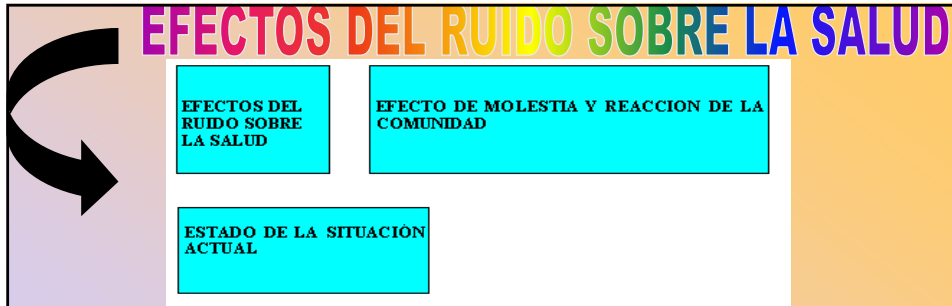 EFECTOS DEL RUIDO SOBRE LA SALUD
EFECTOS DEL
RUIDO SOBRE
LA SALUD
EFECTO DE MOLESTIA Y REACCION DE LA
COMUNIDAD
ESTADO DE LA SITUACIÓN
ACTUAL